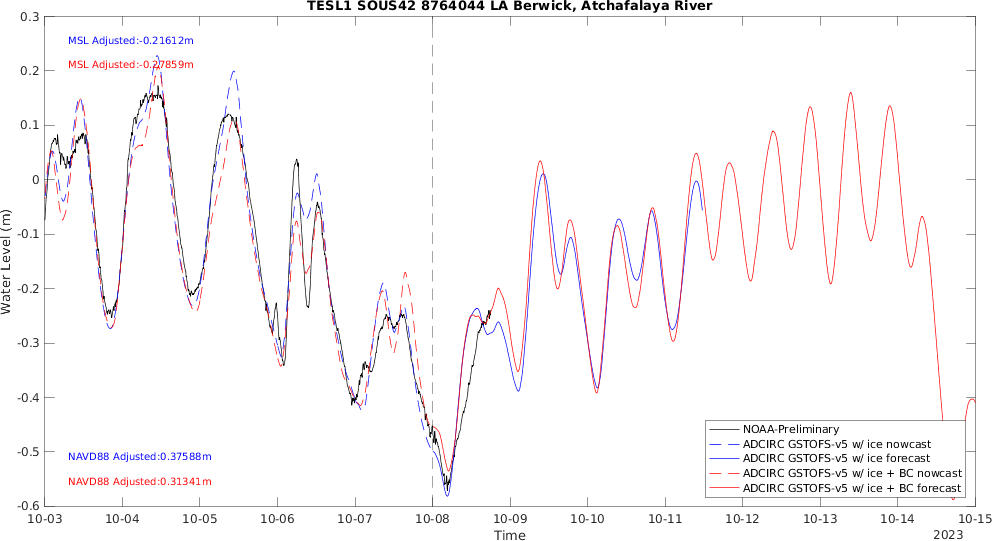 TESL1 SOUS42 8764044 LA Berwick, Atchafalaya River
0.3
MSL Adjusted:-0.21612m
MSL Adjusted:-0.27859m
0.2
0.1
0
-0.1
-0.2
-0.3
-0.4
-0.5
-0.6
Water Level (m)
NAVD88 Adjusted:0.37588m
NAVD88 Adjusted:0.31341m
NOAA-Preliminary
ADCIRC GSTOFS-v5 w/ ice nowcast
ADCIRC GSTOFS-v5 w/ ice forecast
ADCIRC GSTOFS-v5 w/ ice + BC nowcast
ADCIRC GSTOFS-v5 w/ ice + BC forecast
10-03 10-04 10-05 10-06 10-07 10-08 10-09 10-10 10-11 10-12 10-13 10-14 10-15
Time
2023